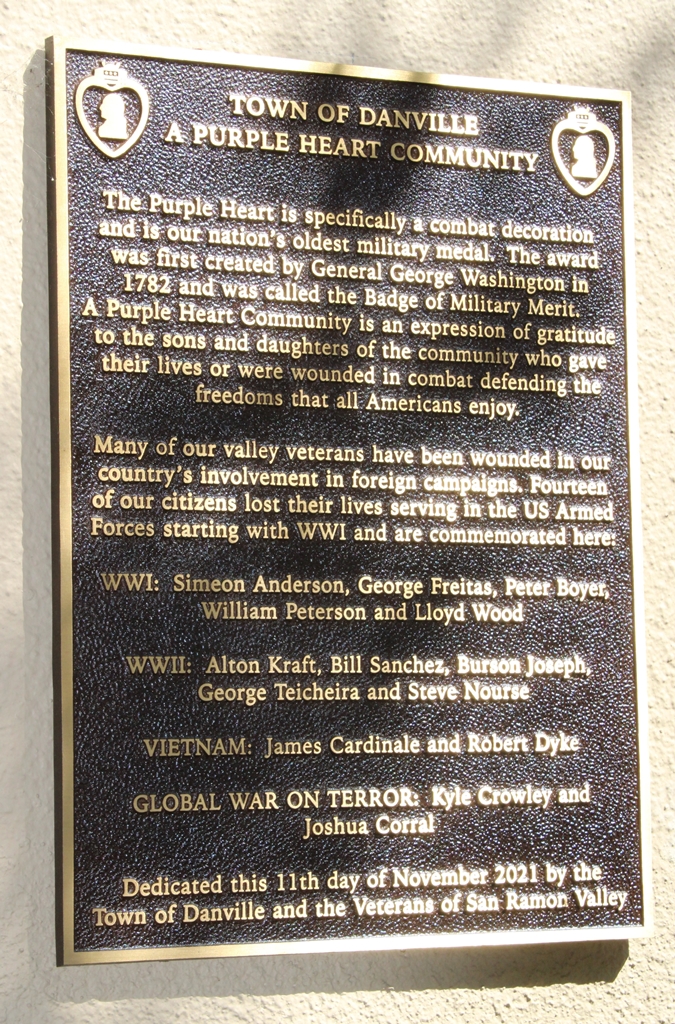 TOWN OF DANVILLE
A PURPLE HEART COMMUNITY
The Purple Heart is specifically a combat decoration
and is our nation's oldest military medal. The award
was first created by General George Washington in
1782 and was called the Badge of Military Merit.
A Purple Heart Community is an expression of gratitude
to the sons and daughters of the community who gave
their lives or were wounded in combat defending the
freedoms that all Americans enjoy.
Many of our valley veterans have been wounded in our
country's involvement in foreign campaigns. Fourteen
of our citizens lost their lives serving in the US Armed
Forces starting with WWI and are commemorated here:
WWI: Simeon Anderson, George Freitas, Peter Boyer,
William Peterson and Lloyd Wood
WWII: Alton Kraft, Bill Sanchez, Burson Joseph,
George Teicheira and Steve Nourse
VIETNAM: James Cardinale and Robert Dyke
GLOBAL WAR ON TERROR: Kyle Crowley and
Joshua Corral
Dedicated this 11th day of November 2021 by the
Town of Danville and the Veterans of San Ramon Valley